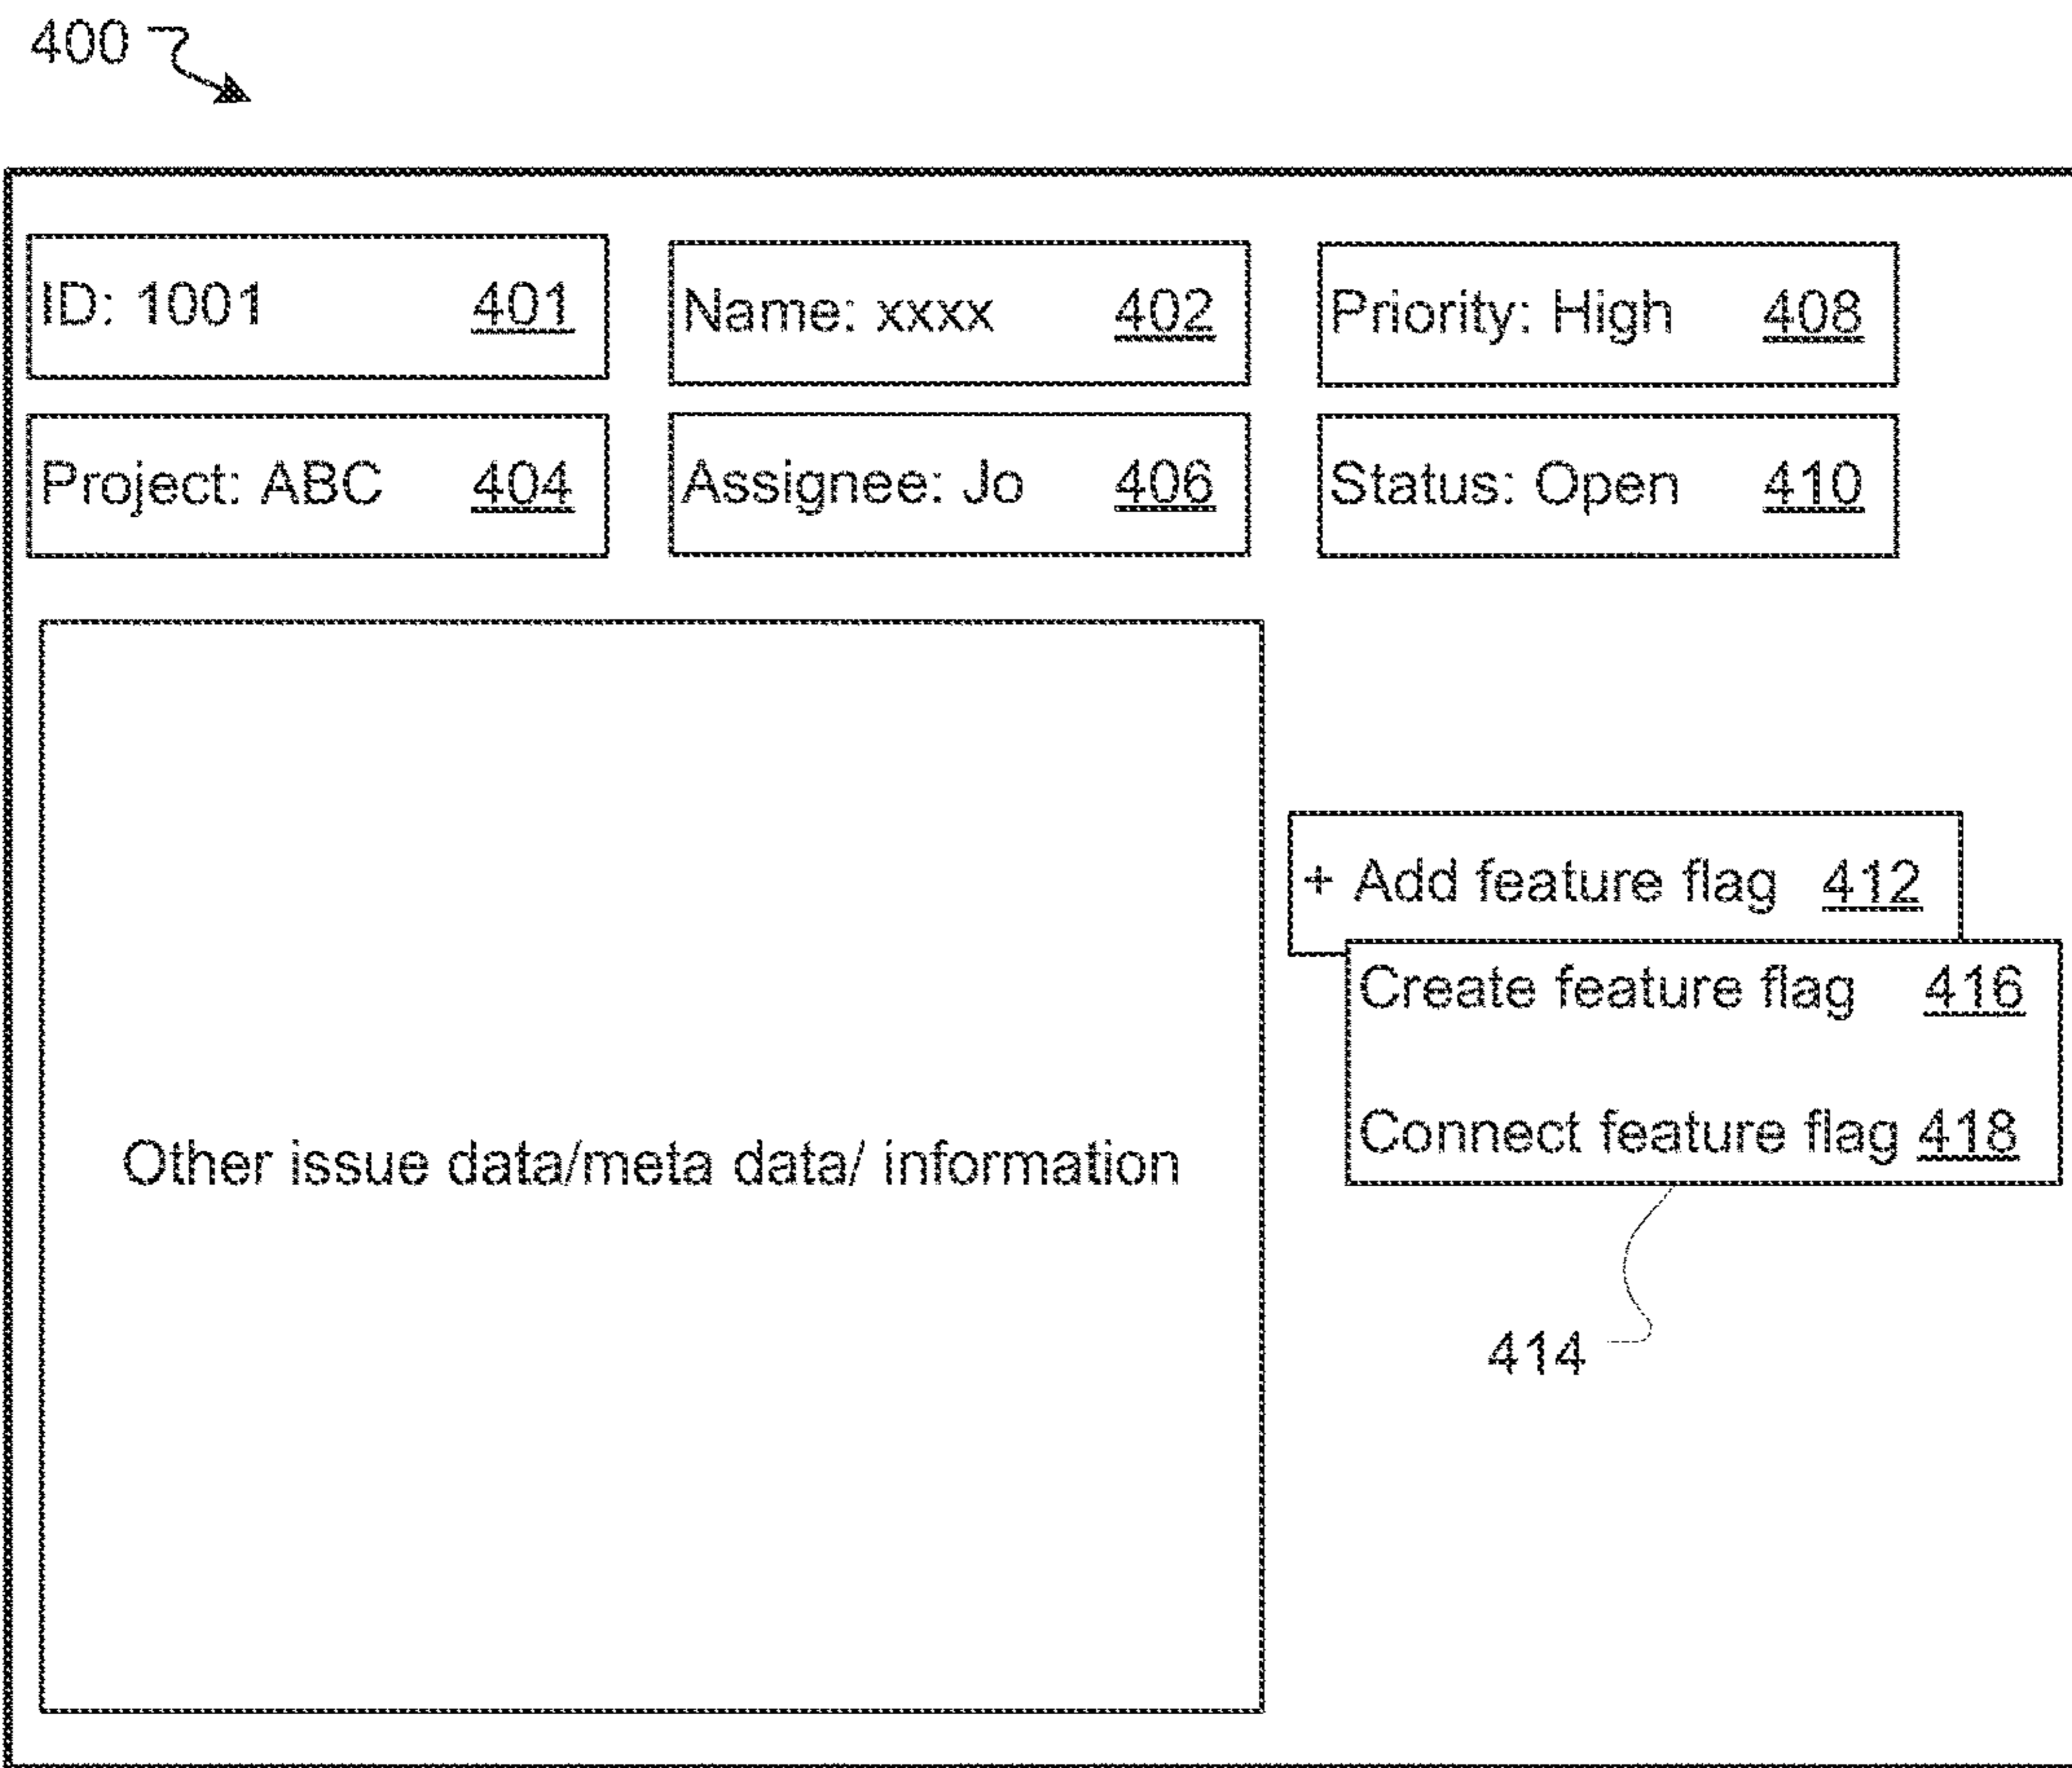 400
ID: 1001 401
Name: xxxx 402
Priority: High 408
Project: ABC 404
Assignee: Jo 406
Status: Open 410
+ Add feature flag 412
Create feature flag 416
Connect feature flag 418
Other issue data/meta data/ information
414